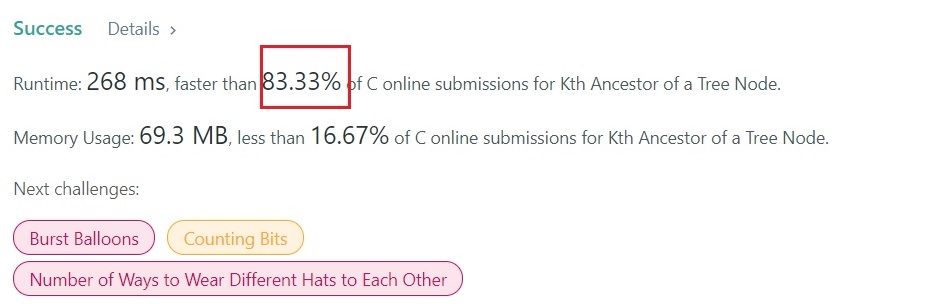 Success Details >
Runtime: 268 ms, faster than 83.33% of C online submissions for Kth Ancestor of a Tree Node.
Memory Usage: 69.3 MB, less than 16.67% of C online submissions for Kth Ancestor of a Tree Node.
Next challenges:
Burst Balloons Counting Bits
Number of Ways to Wear Different Hats to Each Other